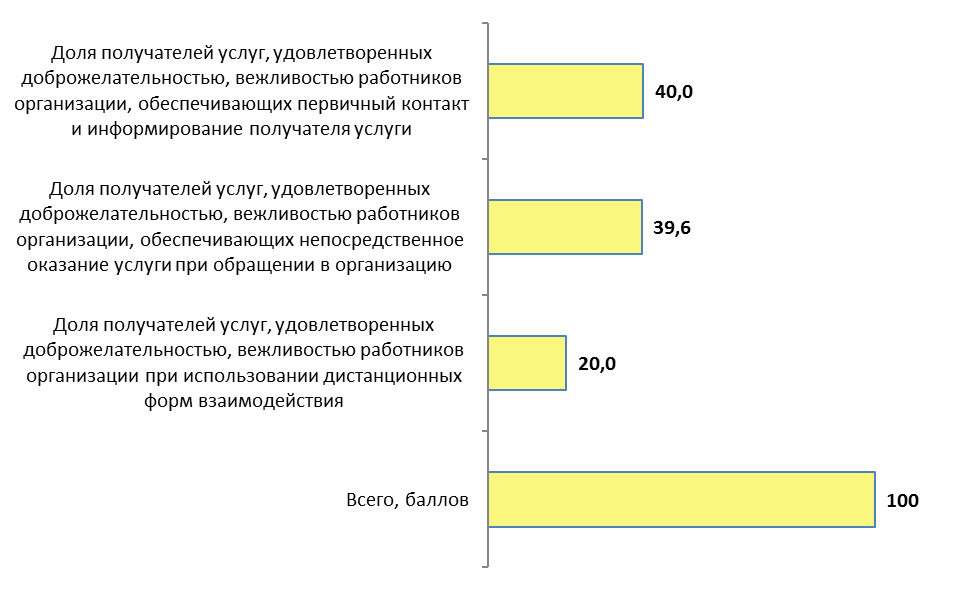 Доля получателей услуг, удовлетворенных
доброжелательностью, вежливостью работников
организации, обеспечивающих первичный контакт
и информирование получателя услуги
40,0
Доля получателей услуг, удовлетворенных
доброжелательностью, вежливостью работников
организации, обеспечивающих непосредственное
оказание услуги при обращении в организацию
39,6
Доля получателей услуг, удовлетворенных
доброжелательностью, вежливостью работников
организации при использовании дистанционных
форм взаимодействия
20,0
Всего, баллов
100